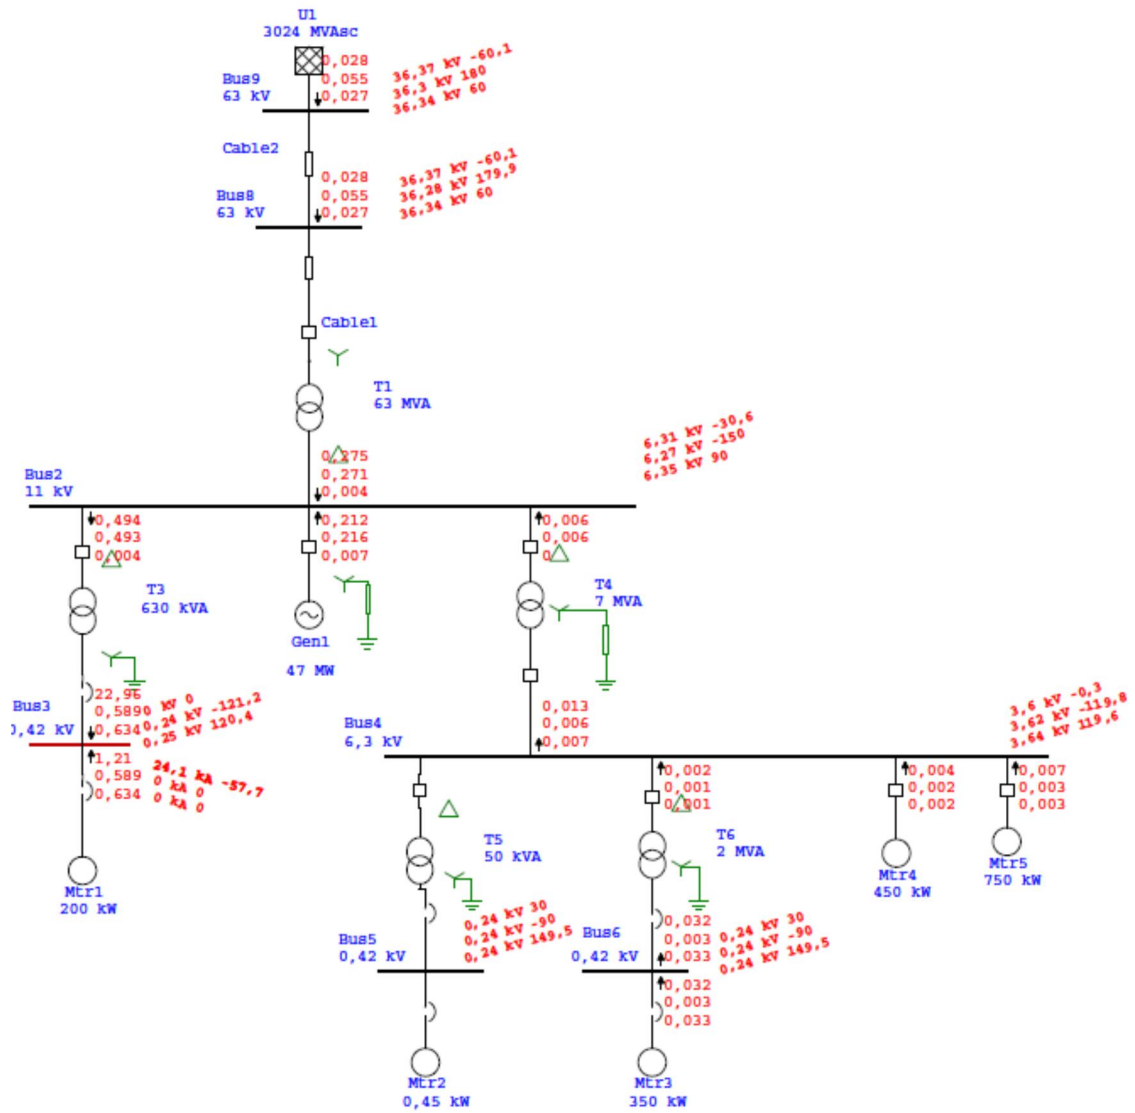 U1
3024 MVAsc
0,028
0,055
0,027
36,37 kV -60,1
36,3 kV 180
36,34 kV 60
Bus9
63 kV
Cable2
0,028
0,055
0,027
36,37 kV -60,1
36,28 kV 179,9
36,34 kV 60
Bus8
63 kV
Cable1
T1
63 MVA
0,275
0,271
0,004
6,31 kV -30,6
6,27 kV -150
6,35 kV 90
Bus2
11 kV
0,494
0,493
0,004
0,212
0,216
0,007
0,006
0,006
0
T3
630 kVA
Gen1
47 MW
T4
7 MVA
22,96
0,589
0,634
0 kV 0
0,24 kV -121,2
0,25 kV 120,4
Bus3
0,42 kV
1,21
0,589
0,634
24,1 kA -57,7
0 kA 0
0 kA 0
Mtr1
200 kW
0,013
0,006
0,007
3,6 kV -0,3
3,62 kV -119,8
3,64 kV 119,6
Bus4
6,3 kV
0,002
0,001
0,001
0,004
0,002
0,002
0,007
0,003
0,003
T5
50 kVA
T6
2 MVA
Mtr4
450 kW
Mtr5
750 kW
0,24 kV 30
0,24 kV -90
0,24 kV 149,5
Bus5
0,42 kV
0,032
0,003
0,033
0,24 kV 30
0,24 kV -90
0,24 kV 149,5
Bus6
0,42 kV
0,032
0,003
0,033
Mtr2
0,45 kW
Mtr3
350 kW